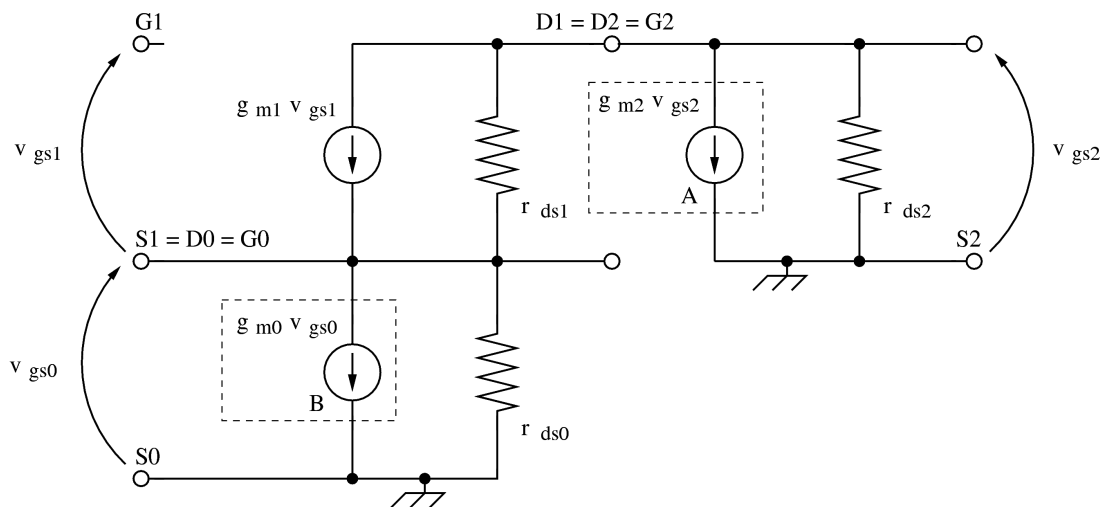 G1
D1 = D2 = G2
g m1 v gs1
g m2 v gs2
v gs1
v gs2
A
r ds1
r ds2
S1 = D0 = G0
S2
g m0 v gs0
v gs0
B
r ds0
S0